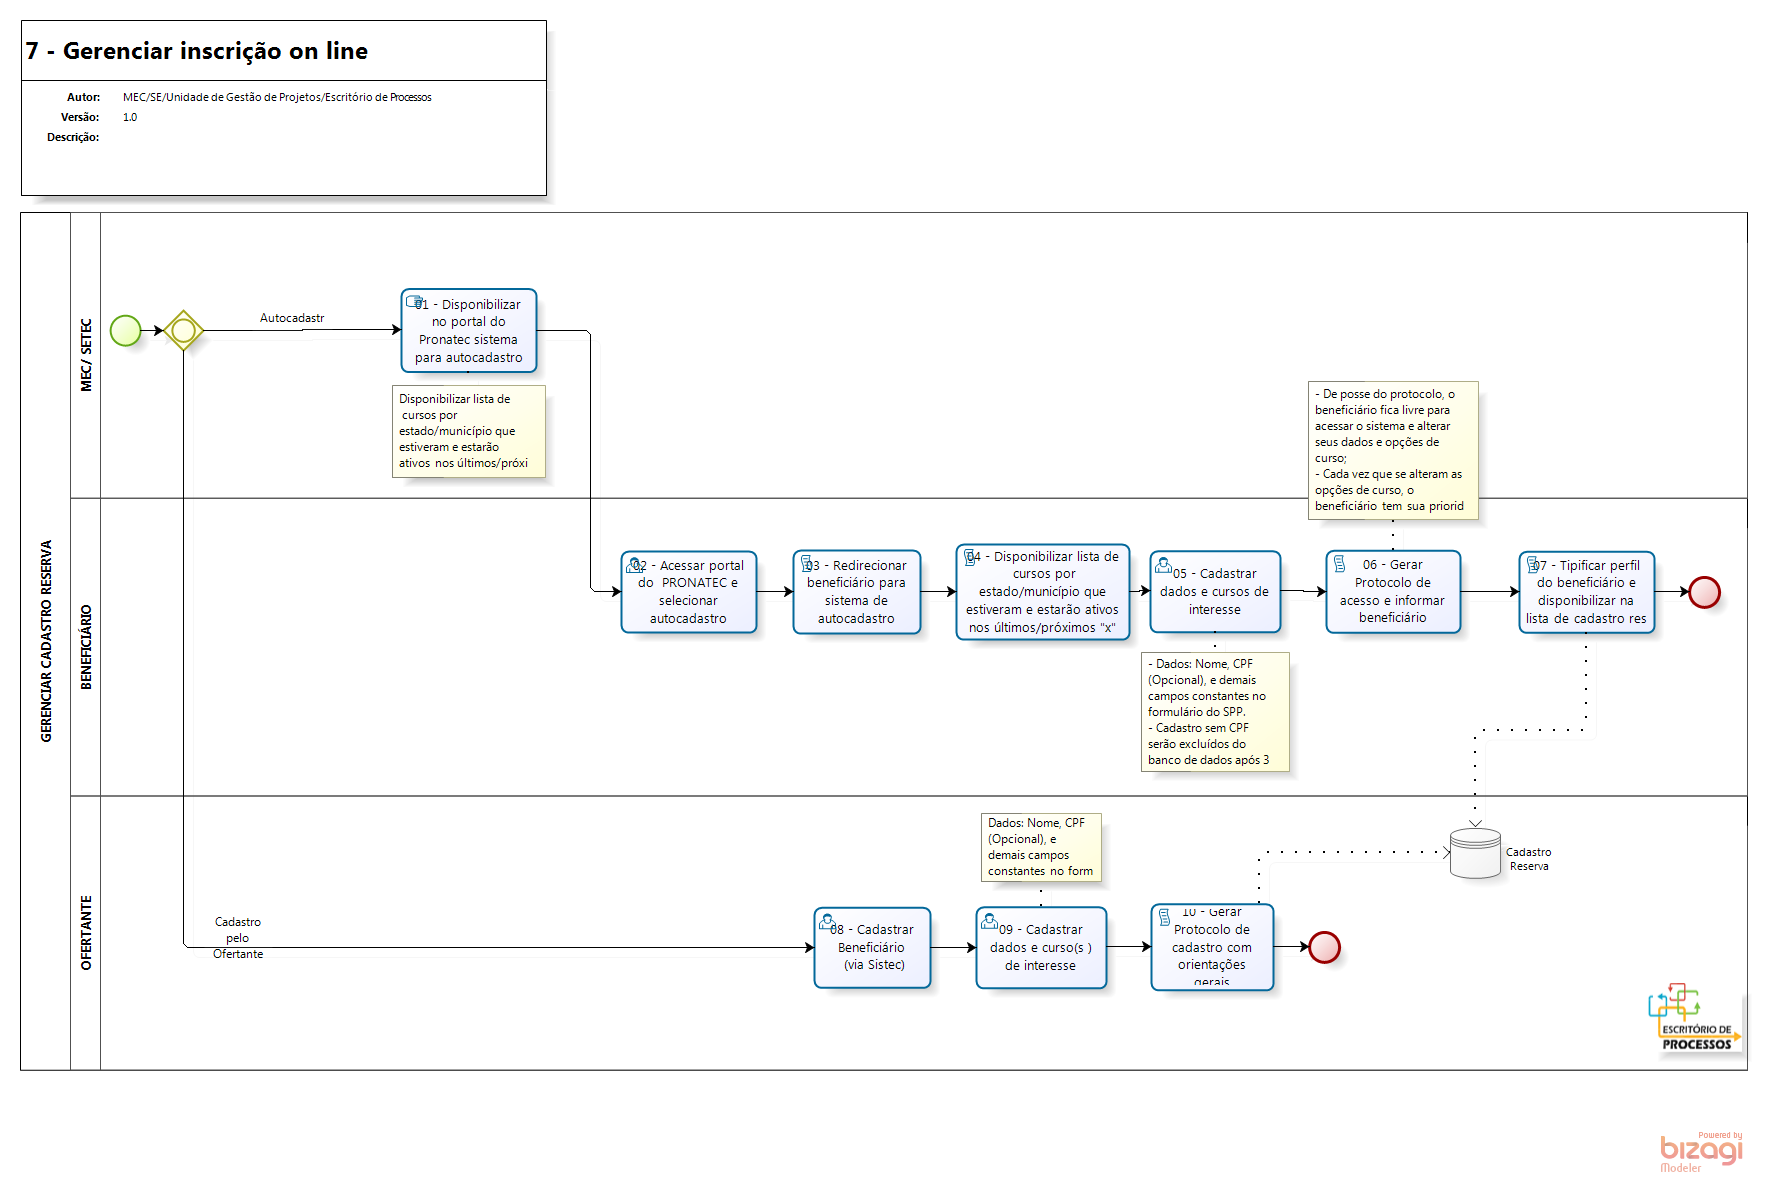 7 - Gerenciar inscrição on line
Autor: MEC/SE/Unidade de Gestão de Projetos/Escritório de Processos
Versão: 1.0
Descrição:
GERENCIAR CADASTRO RESERVA
MEC/ SETEC
Autocadastr
01 - Disponibilizar
no portal do
Pronatec sistema
para autocadastro
Disponibilizar lista de
cursos por
estado/município que
estiveram e estarão
ativos nos últimos/próxi
- De posse do protocolo, o
beneficiário fica livre para
acessar o sistema e alterar
seus dados e opções de
curso;
- Cada vez que se alteram as
opções de curso, o
beneficiário tem sua priorid
BENEFICIÁRIO
02 - Acessar portal
do PRONATEC e
selecionar
autocadastro
03 - Redirecionar
beneficiário para
sistema de
autocadastro
04 - Disponibilizar lista de
cursos por
estado/município que
estiveram e estarão ativos
nos últimos/próximos "x"
05 - Cadastrar
dados e cursos de
interesse
06 - Gerar
Protocolo de
acesso e informar
beneficiário
07 - Tipificar perfil
do beneficiário e
disponibilizar na
lista de cadastro res
- Dados: Nome, CPF
(Opcional), e demais
campos constantes no
formulário do SPP.
- Cadastro sem CPF
serão excluídos do
banco de dados após 3
OFERTANTE
Dados: Nome, CPF
(Opcional), e
demais campos
constantes no form
Cadastro
Reserva
Cadastro
pelo
Ofertante
08 - Cadastrar
Beneficiário
(via Sistec)
09 - Cadastrar
dados e curso(s )
de interesse
10 - Gerar
Protocolo de
cadastro com
orientações
gerais
ESCRITÓRIO DE
PROCESSOS
Powered by
bizagi
Modeler